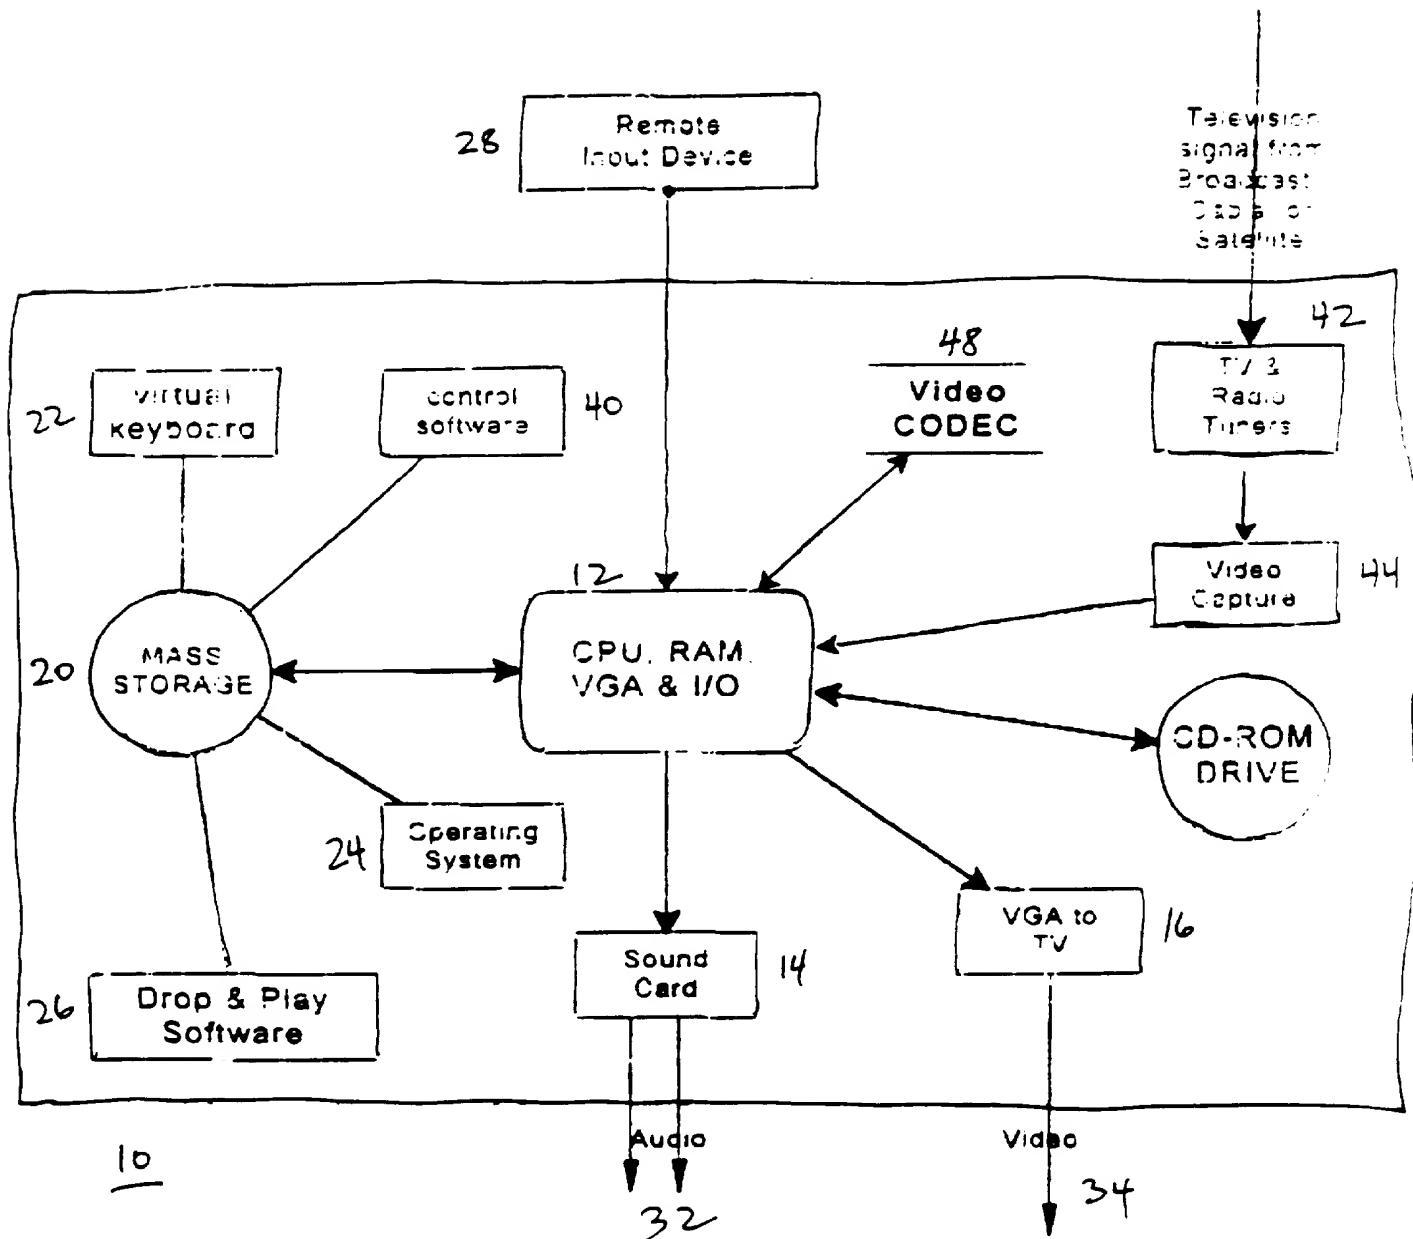 28
Remote
Input Device
Television
signal from
Broadcast
Cable or
Satellite
42
48
22
virtual
keyboard
control
software
40
Video
CODEC
TV &
Radio
Tuners
12
Video
Capture
44
20
MASS
STORAGE
CPU, RAM,
VGA & I/O
CD-ROM
DRIVE
24
Operating
System
VGA to
TV
16
26
Drop & Play
Software
Sound
Card
14
Audio
Video
10
32
34